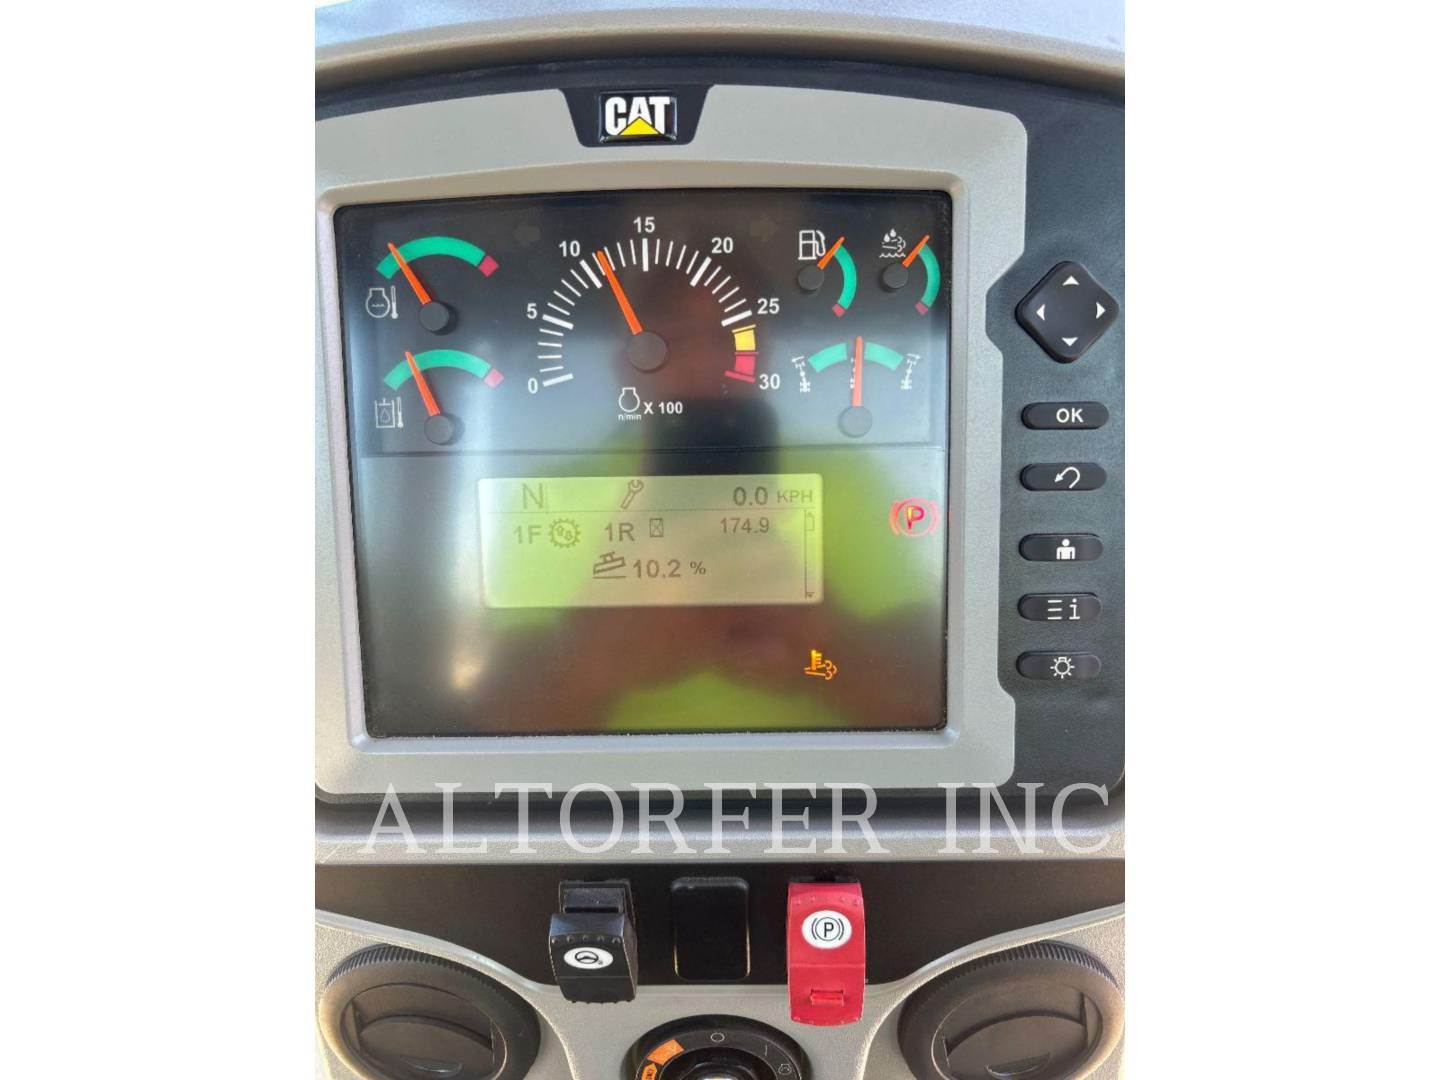 CAT
15
10 20
5 25
0 30
n/min X 100
N 0.0 KPH
1F 1R 174.9
10.2 %
P
OK
i
ALTORFER INC.
P